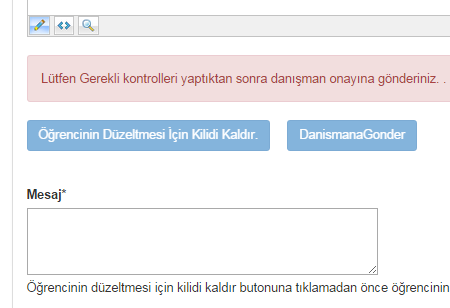 Lütfen Gerekli kontrolleri yaptıktan sonra danışman onayına gönderiniz. .
Öğrencinin Düzeltmesi İçin Kilidi Kaldır. DanismanaGonder
Mesaj*
Öğrencinin düzeltmesi için kilidi kaldır butonuna tıklamadan önce öğrencinin